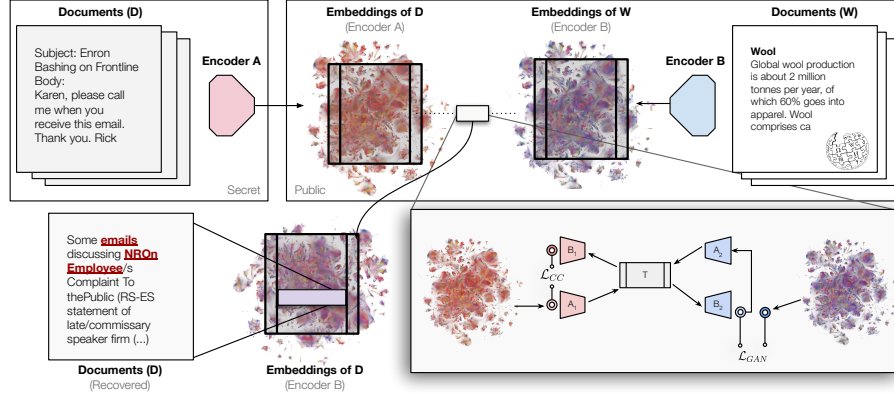 Documents (D)
Subject: Enron
Bashing on Frontline
Body:
Karen, please call
me when you
receive this email.
Thank you. Rick
Encoder A
Secret
Embeddings of D
(Encoder A)
Public
Embeddings of W
(Encoder B)
Encoder B
Documents (W)
Wool
Global wool production
is about 2 million
tonnes per year, of
which 60% goes into
apparel. Wool
comprises ca
Some emails
discussing NROn
Employee/s
Complaint To
thePublic (RS-ES
statement of
late/commissary
speaker firm (...)
Documents (D)
(Recovered)
Embeddings of D
(Encoder B)
B₁
ℒCC
A₁
T
A₂
B₂
ℒGAN